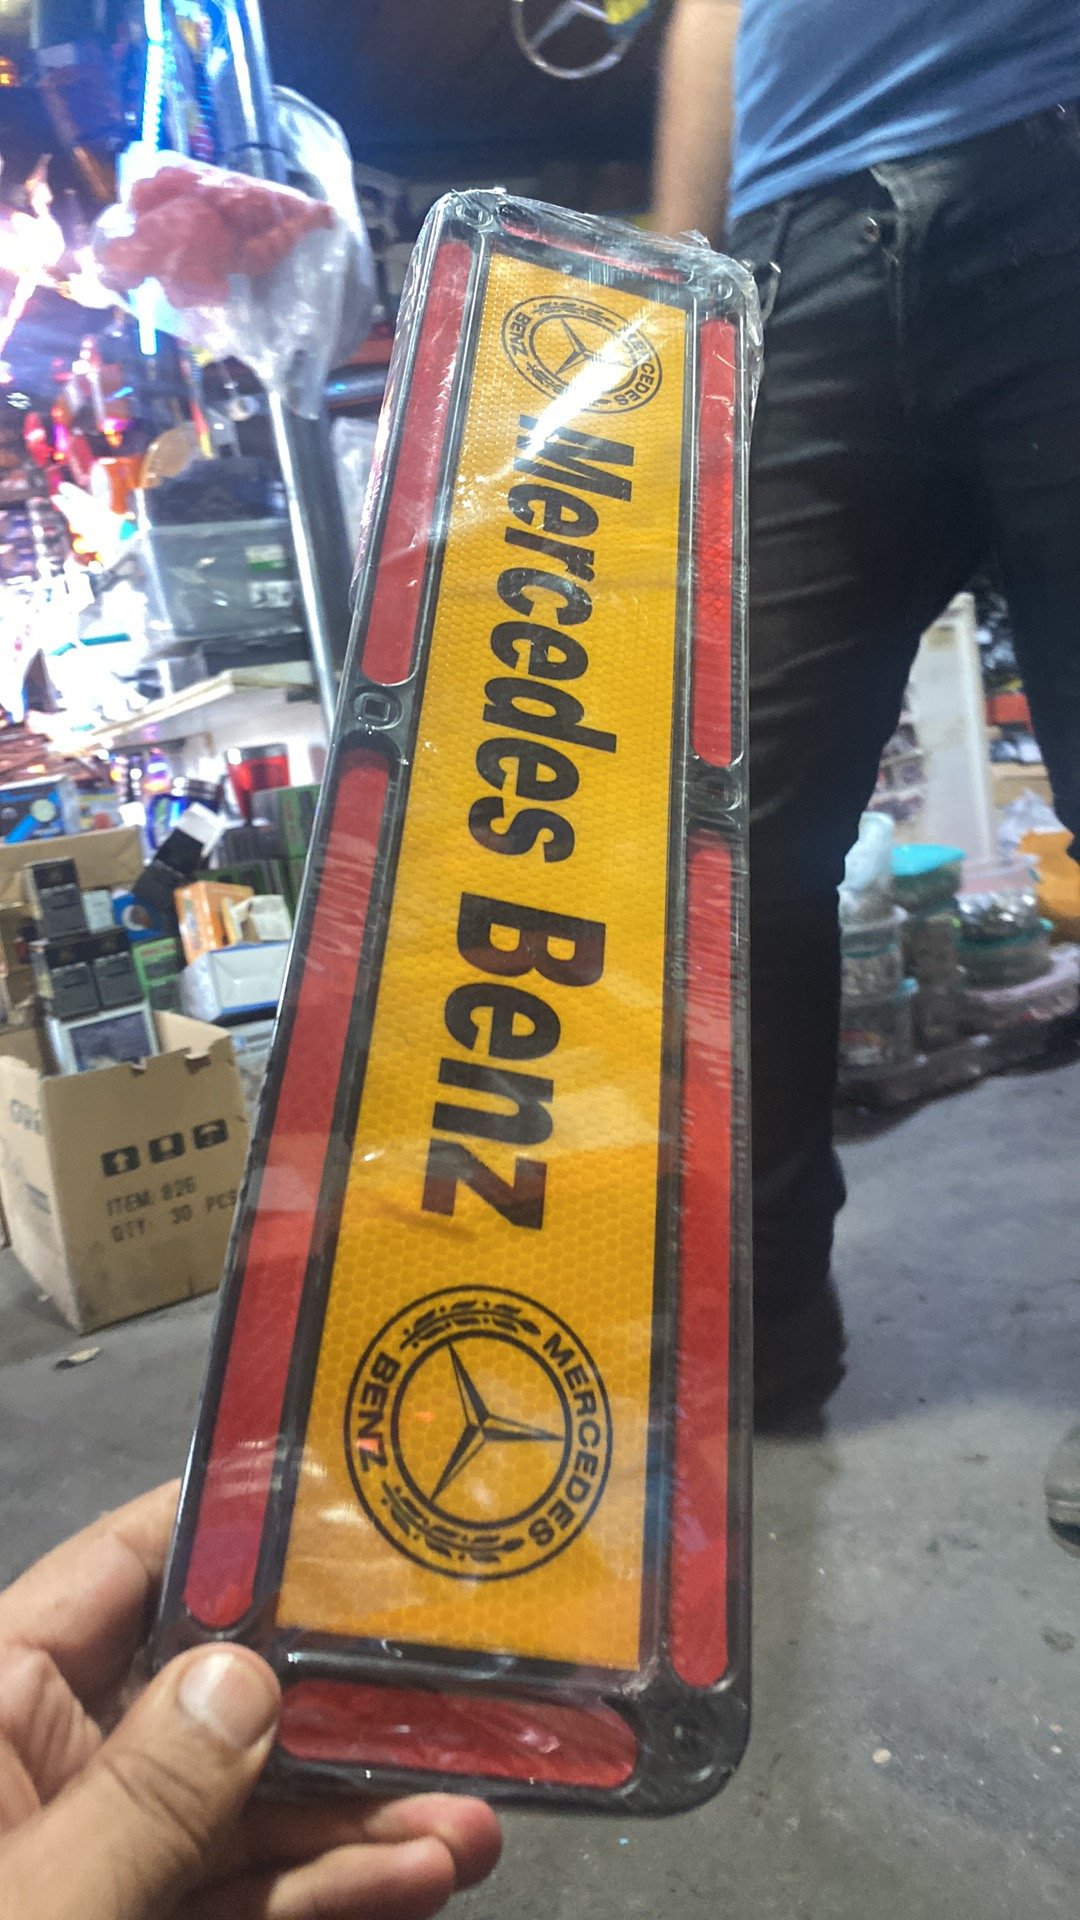 MERCEDES
BENZ
Mercedes Benz
MERCEDES
BENZ
ITEM: 826
QTY: 30 PCS